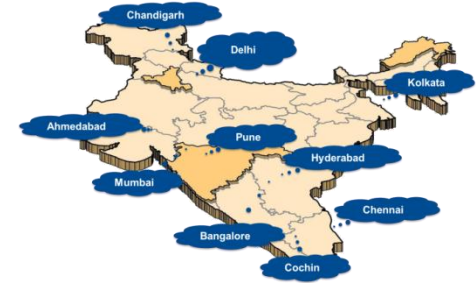 Chandigarh
Delhi
Kolkata
Ahmedabad
Pune
Hyderabad
Mumbai
Chennai
Bangalore
Cochin